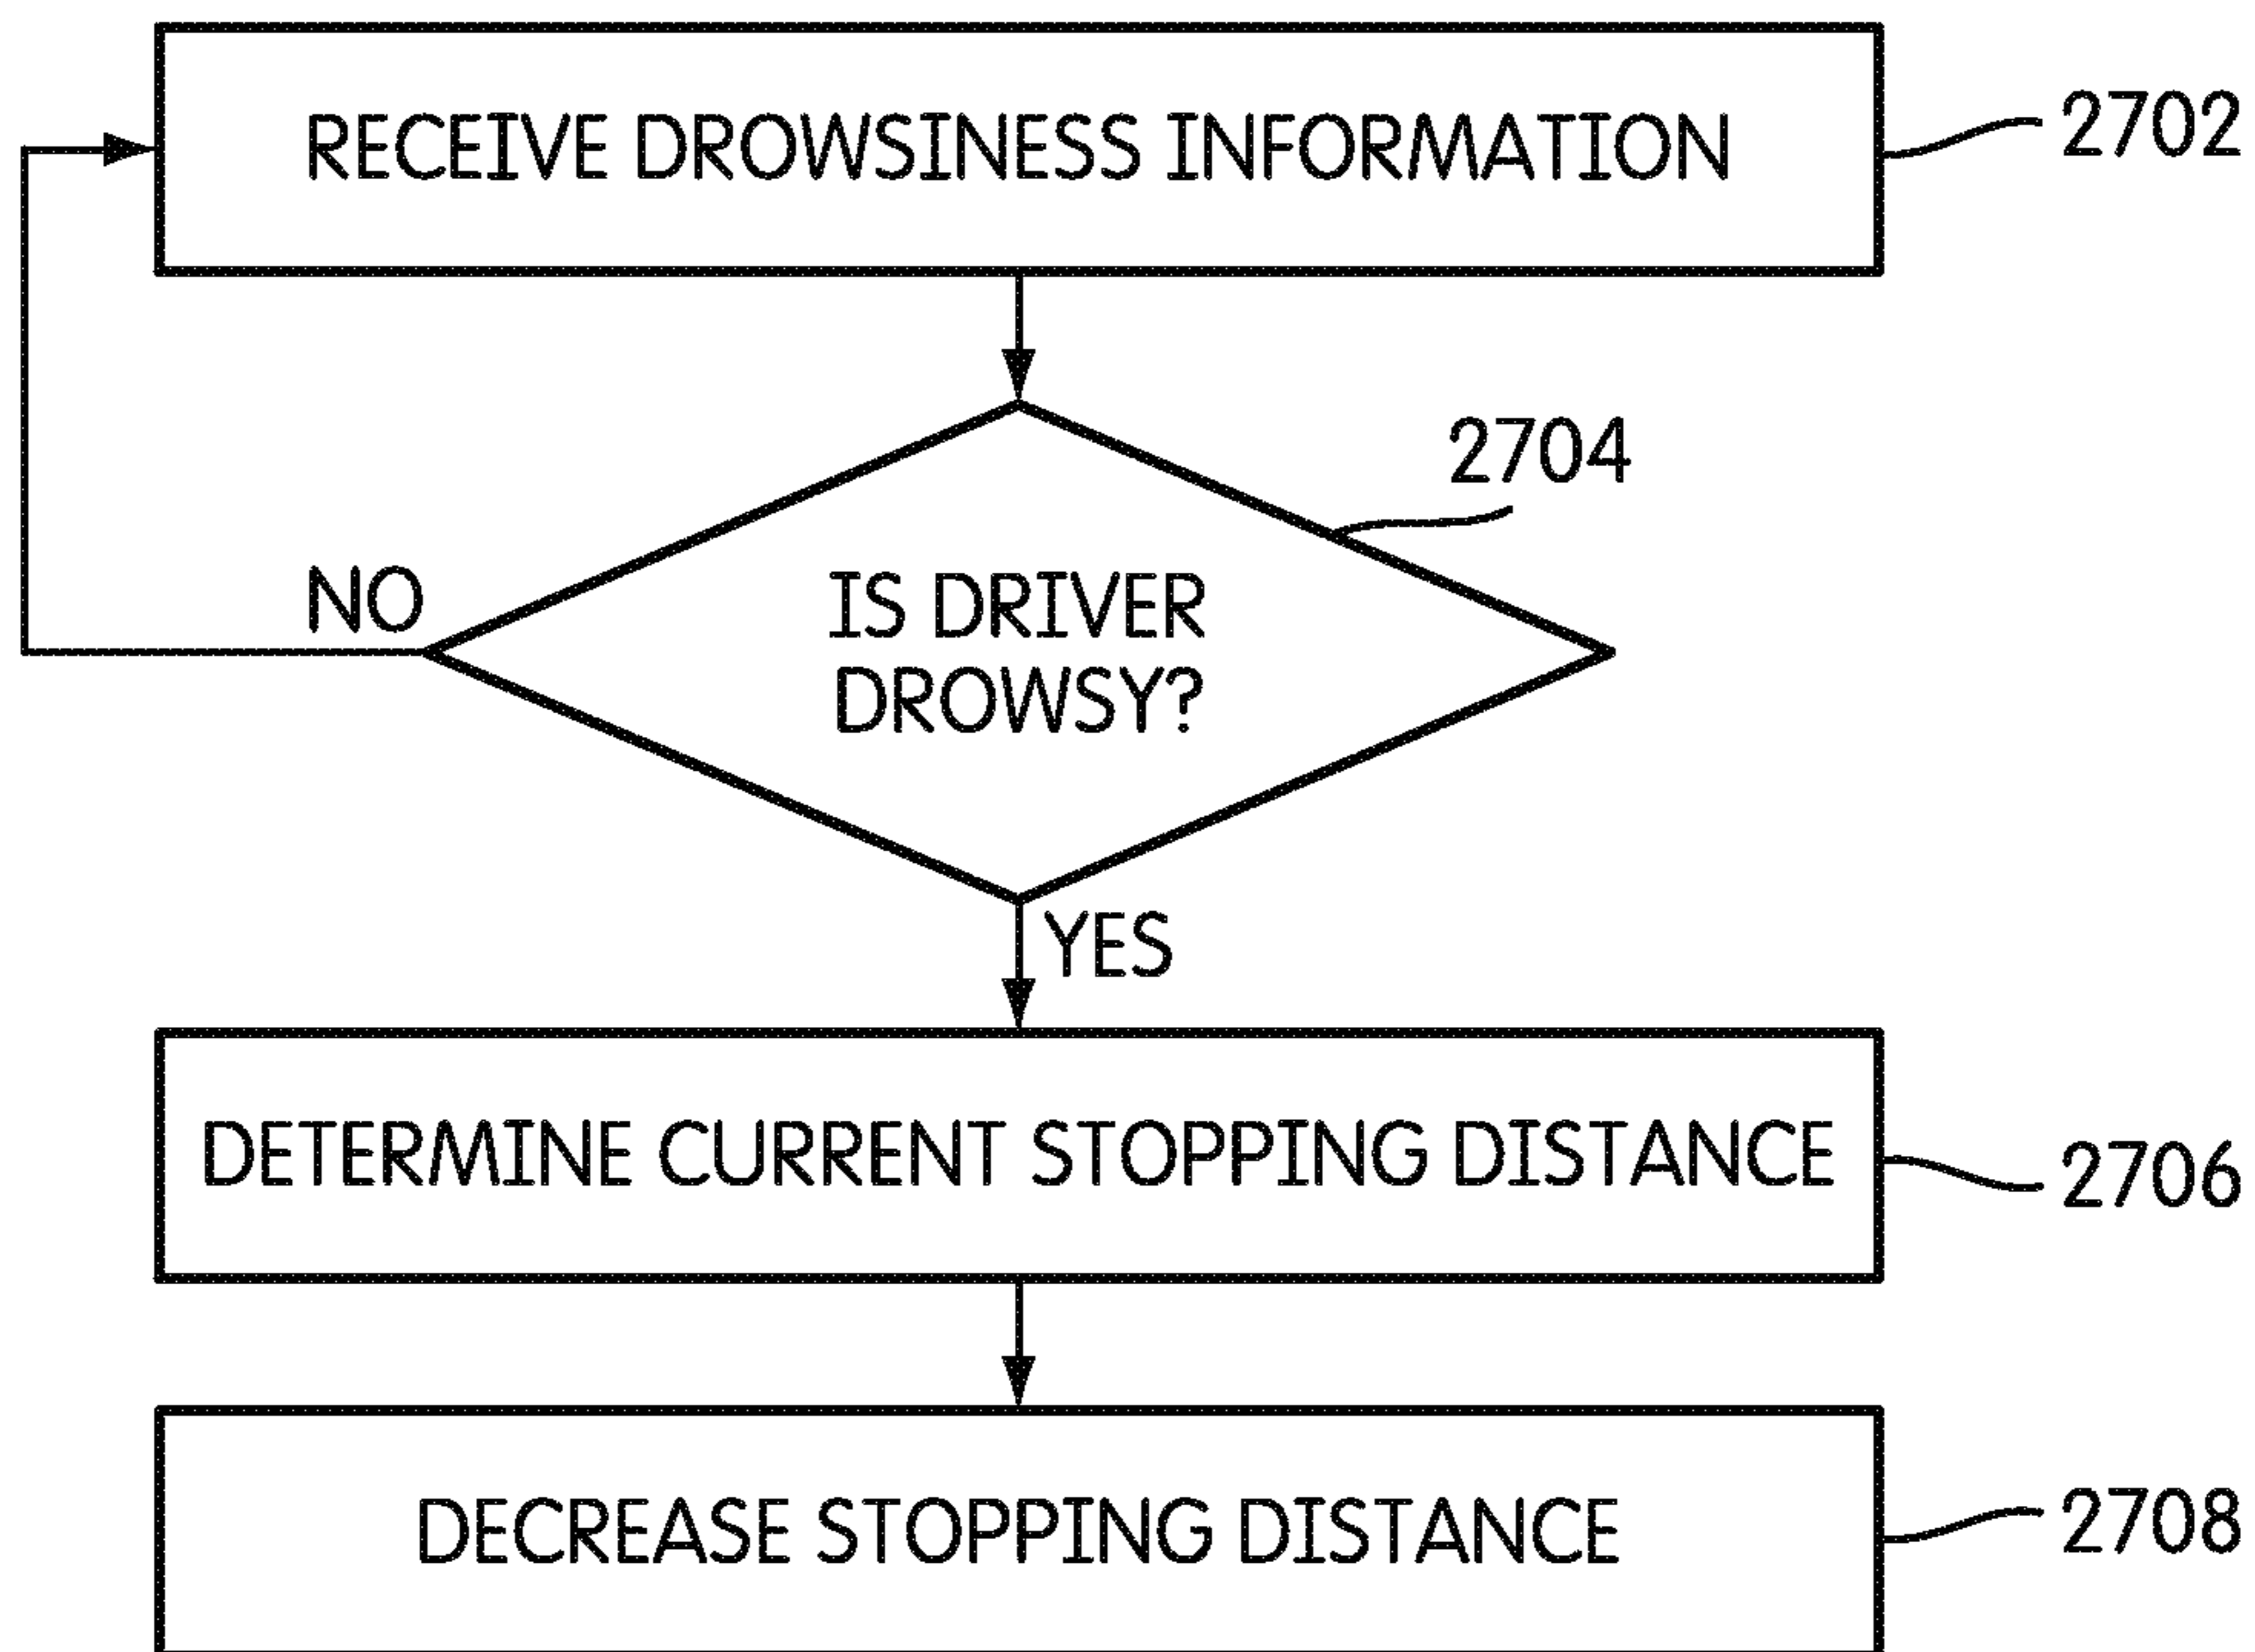 RECEIVE DROWSINESS INFORMATION
2702
2704
NO
IS DRIVER
DROWSY?
YES
DETERMINE CURRENT STOPPING DISTANCE
2706
DECREASE STOPPING DISTANCE
2708